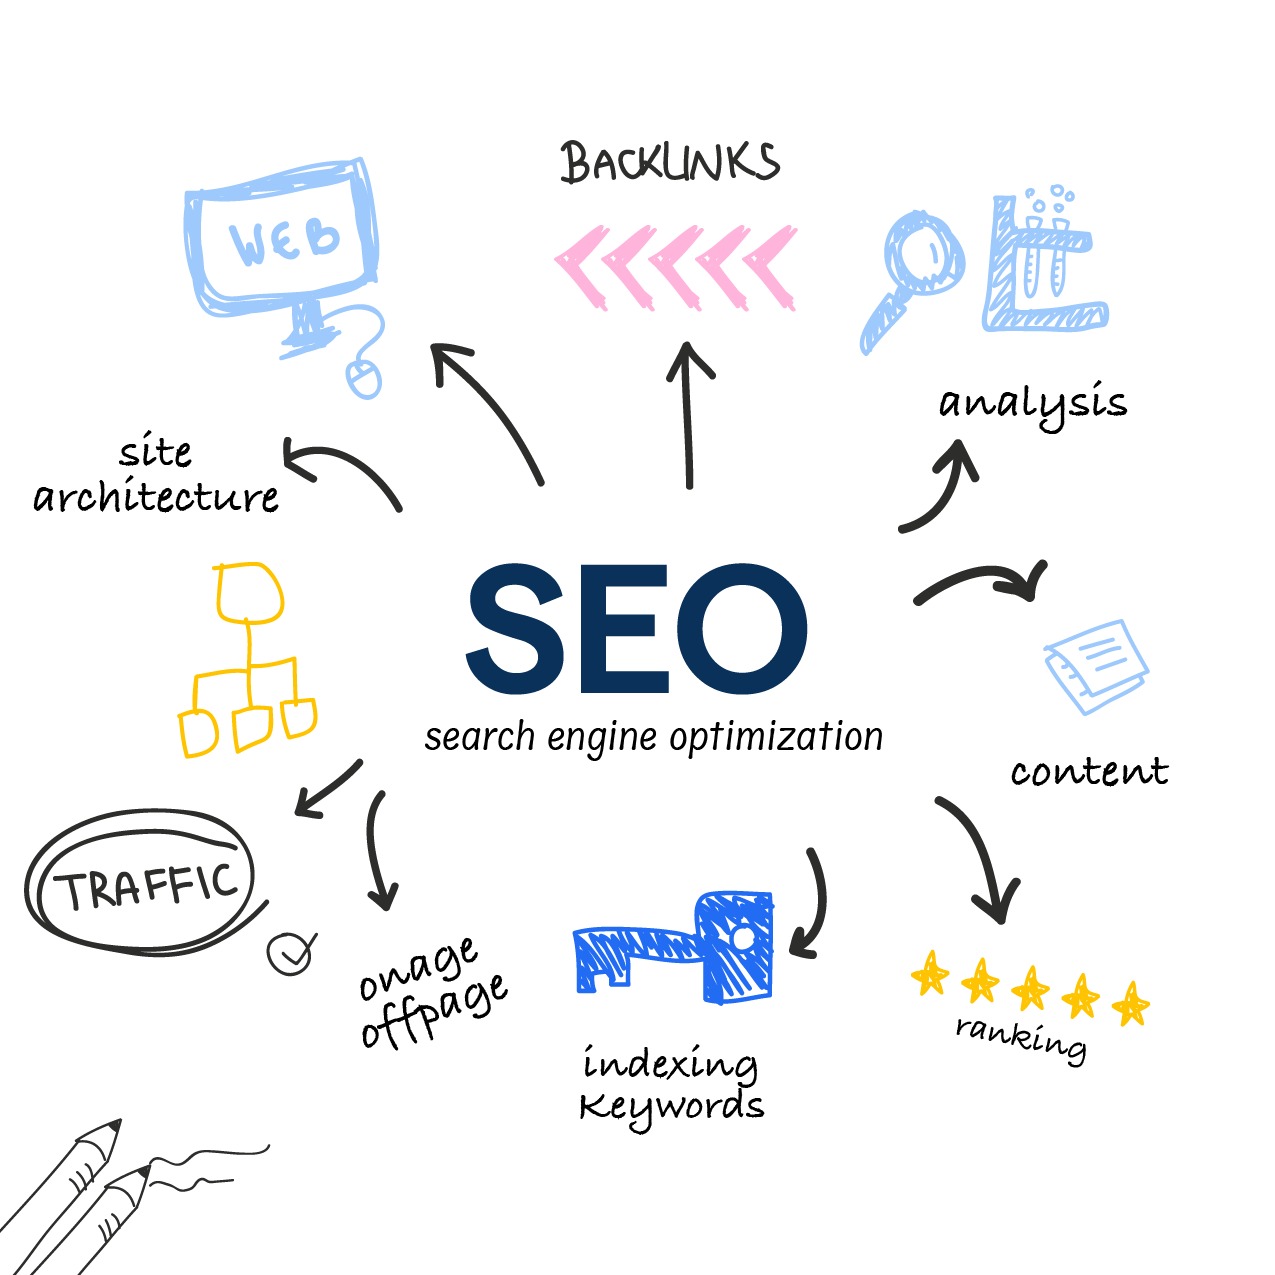 BACKLINKS
WEB
analysis
site
architecture
SEO
search engine optimization
content
TRAFFIC
onage
offpage
ranking
indexing
Keywords